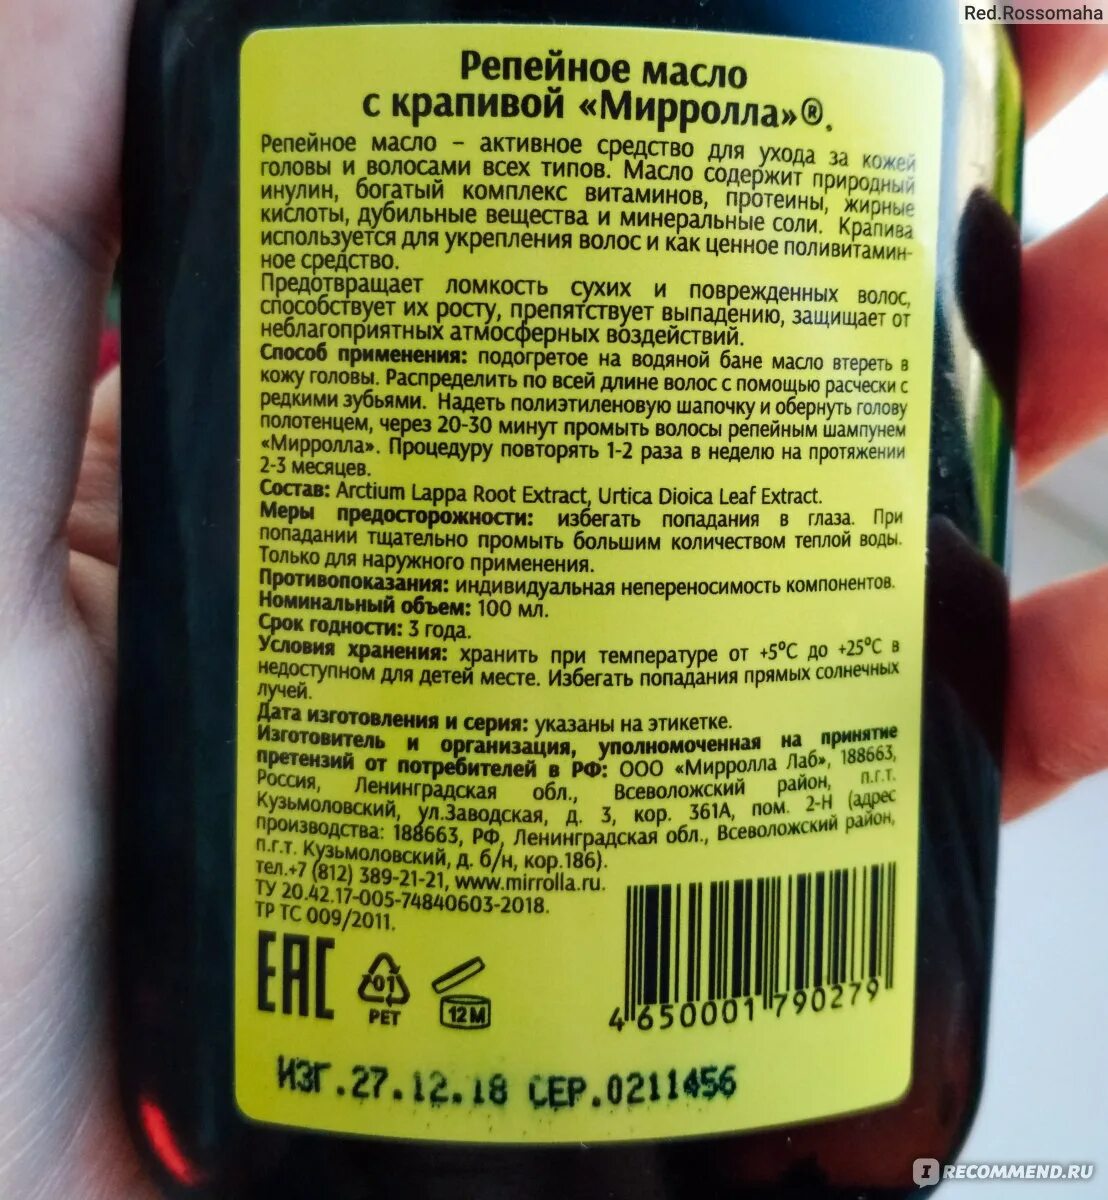 Red.Rossomaha
Репейное масло
с крапивой «Мирролла»®.
Репейное масло – активное средство для ухода за кожей
головы и волосами всех типов. Масло содержит природный
инулин, богатый комплекс витаминов, протеины, жирные
кислоты, дубильные вещества и минеральные соли. Крапива
используется для укрепления волос и как ценное поливитамин-
ное средство.
Предотвращает ломкость сухих и поврежденных волос,
способствует их росту, препятствует выпадению, защищает от
неблагоприятных атмосферных воздействий.
Способ применения: подогретое на водяной бане масло втереть в
кожу головы. Распределить по всей длине волос с помощью расчески с
редкими зубьями. Надеть полиэтиленовую шапочку и обернуть голову
полотенцем, через 20-30 минут промыть волосы репейным шампунем
«Мирролла». Процедуру повторять 1-2 раза в неделю на протяжении
2-3 месяцев.
Состав: Arctium Lappa Root Extract, Urtica Dioica Leaf Extract.
Меры предосторожности: избегать попадания в глаза. При
попадании тщательно промыть большим количеством теплой воды.
Только для наружного применения.
Противопоказания: индивидуальная непереносимость компонентов.
Номинальный объем: 100 мл.
Срок годности: 3 года.
Условия хранения: хранить при температуре от +5°С до +25°С в
недоступном для детей месте. Избегать попадания прямых солнечных
лучей.
Дата изготовления и серия: указаны на этикетке.
Изготовитель и организация, уполномоченная на принятие
претензий от потребителей в РФ: ООО «Мирролла Лаб», 188663,
Россия, Ленинградская обл., Всеволожский район, п.г.т.
Кузьмоловский, ул.Заводская, д. 3, кор. 361А, пом. 2-Н (адрес
производства: 188663, РФ, Ленинградская обл., Всеволожский район,
п.г.т. Кузьмоловский, д. б/н, кор.186).
тел.+7 (812) 389-21-21, www.mirrolla.ru.
ТУ 20.42.17-005-74840603-2018.
ТР ТС 009/2011.
EAC
01
PET
12M
4 650001 790279
ИЗГ.27.12.18 СЕР.0211456
IRECOMMEND.RU